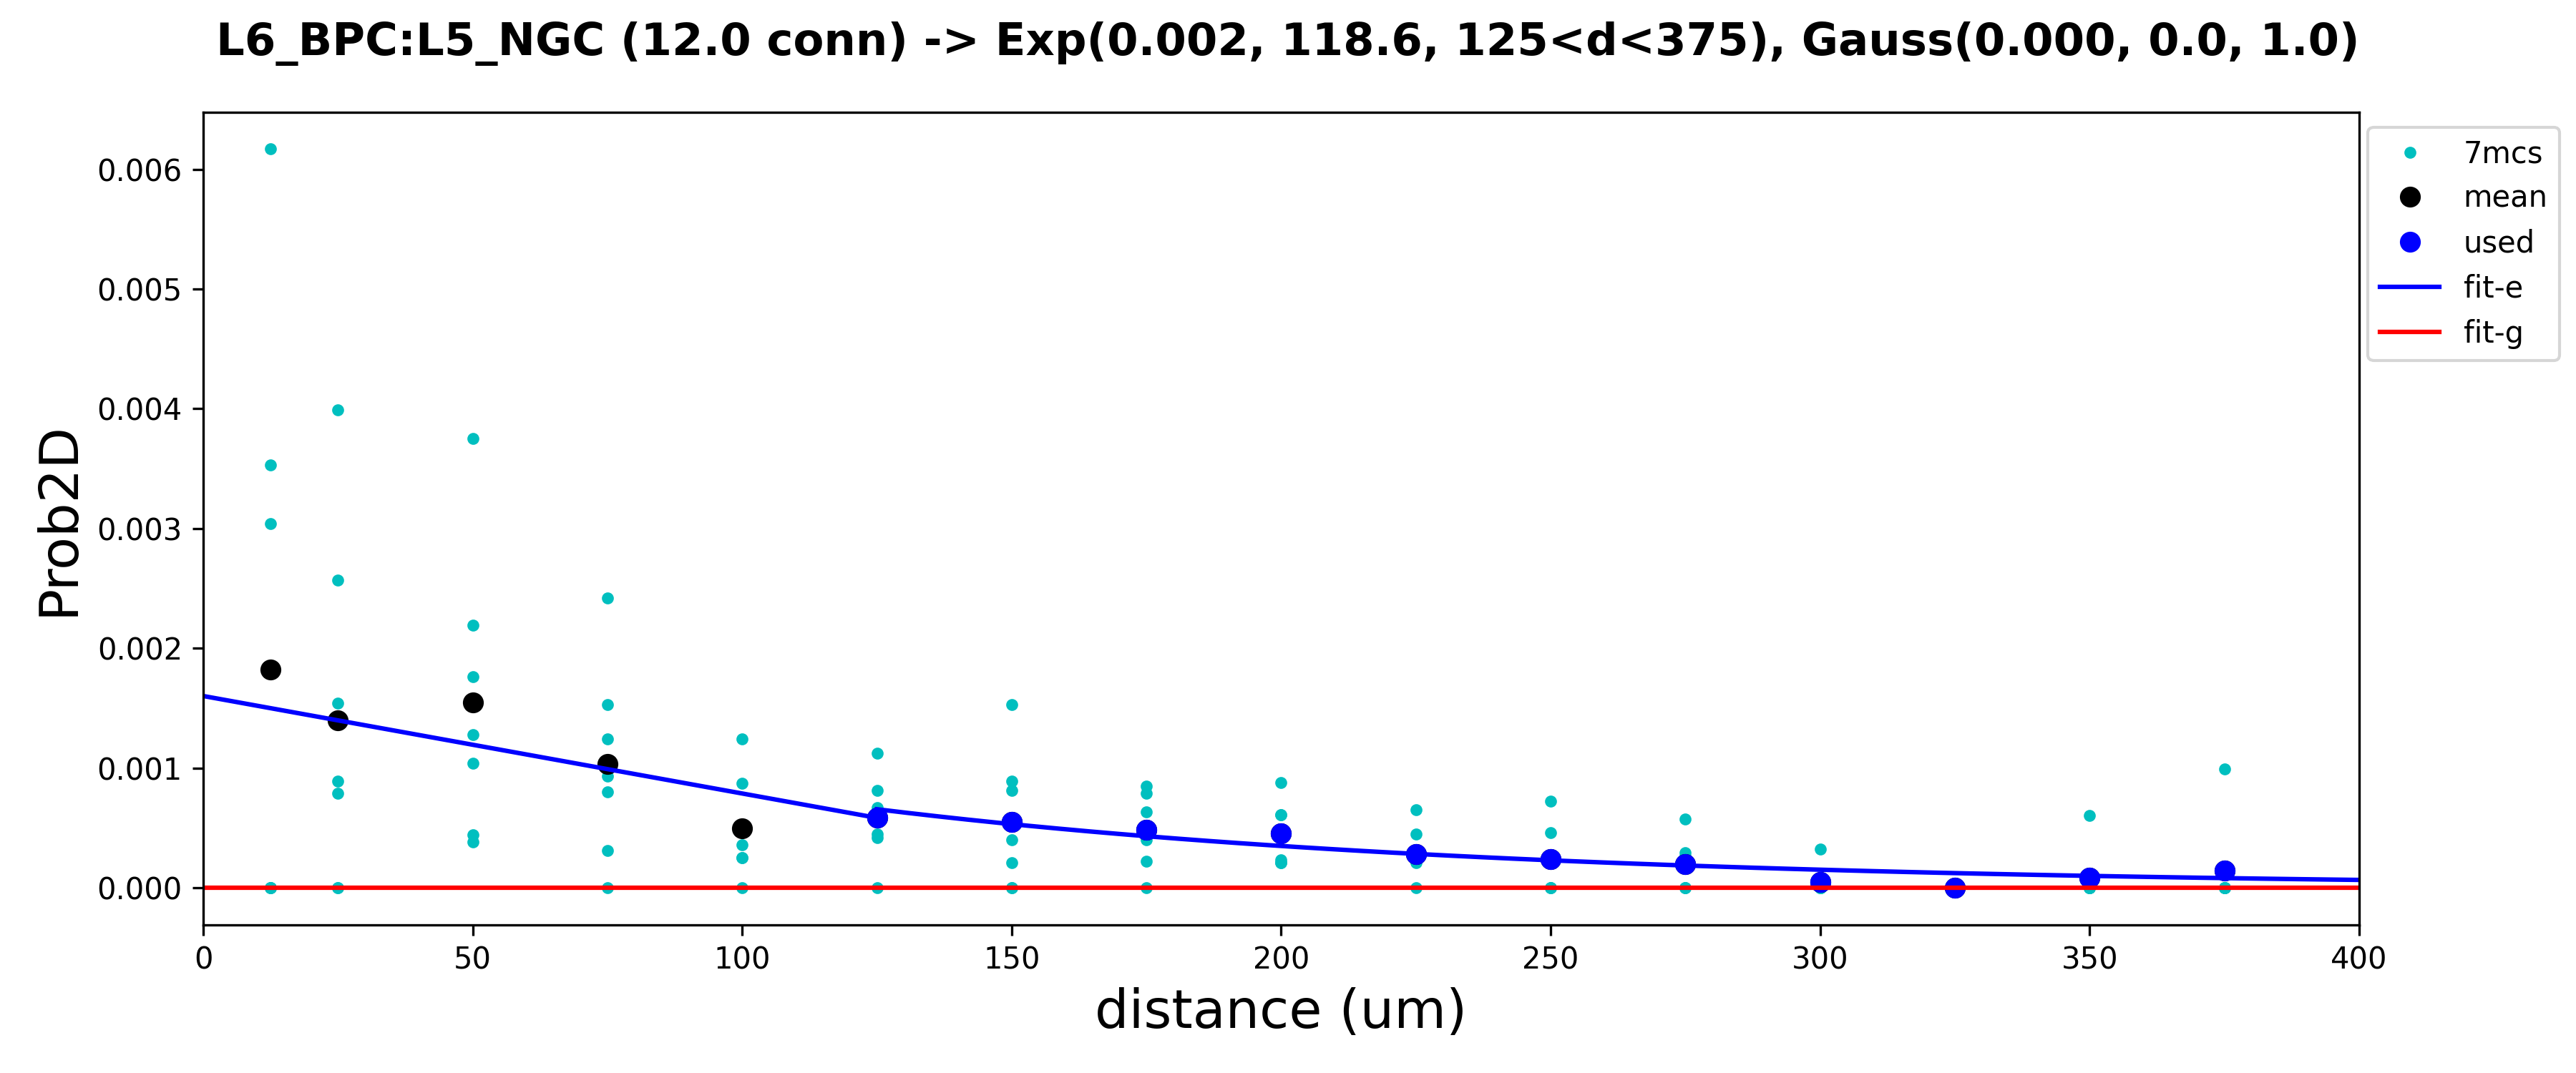 L6_BPC:L5_NGC (12.0 conn) -> Exp(0.002, 118.6, 125<d<375), Gauss(0.000, 0.0, 1.0)
0.006
0.005
0.004
0.003
0.002
0.001
0.000
Prob2D
0 50 100 150 200 250 300 350 400
distance (um)
7mcs
mean
used
fit-e
fit-g